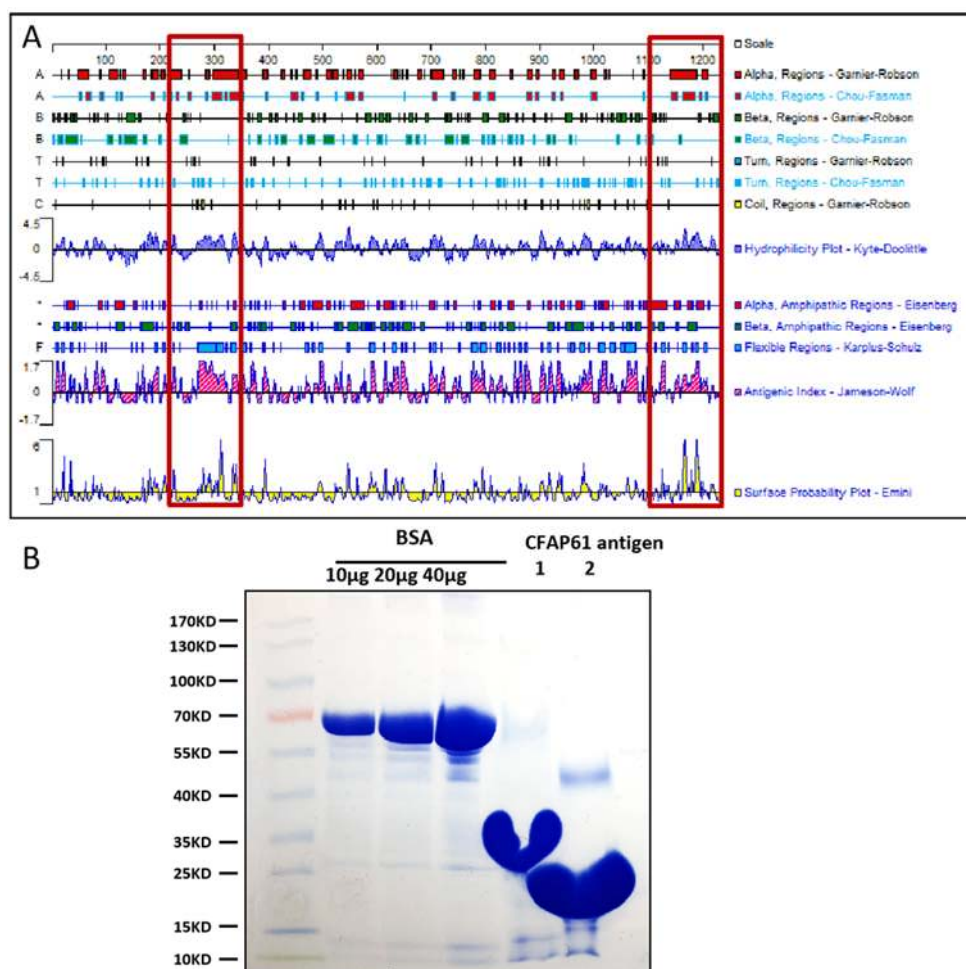 A
100 200 300 400 500 600 700 800 900 1000 1100 1200
Scale
A Alpha, Regions - Garnier-Robson
A Alpha, Regions - Chou-Fasman
B Beta, Regions - Garnier-Robson
B Beta, Regions - Chou-Fasman
T Turn, Regions - Garnier-Robson
T Turn, Regions - Chou-Fasman
C Coil, Regions - Garnier-Robson
4.5
0 Hydrophilicity Plot - Kyte-Doolittle
-4.5
* Alpha, Amphipathic Regions - Eisenberg
* Beta, Amphipathic Regions - Eisenberg
F Flexible Regions - Karplus-Schulz
1.7
0 Antigenic Index - Jameson-Wolf
-1.7
6
1 Surface Probability Plot - Emini
B
BSA CFAP61 antigen
10μg 20μg 40μg 1 2
170KD
130KD
100KD
70KD
55KD
40KD
35KD
25KD
15KD
10KD